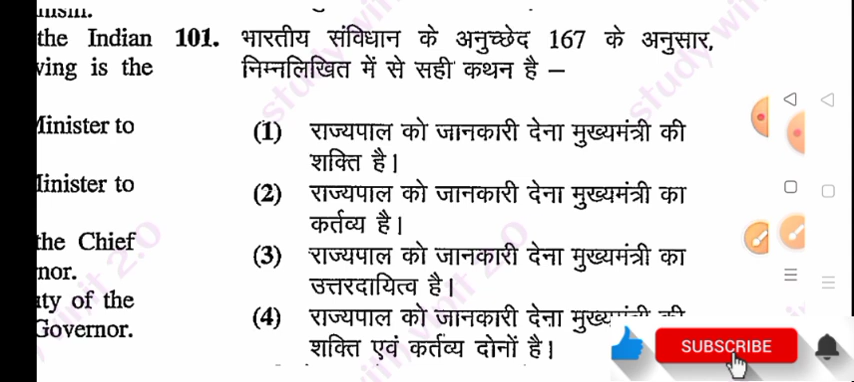 the Indian
ving is the
Minister to
Minister to
the Chief
nor.
uty of the
Governor.
101. भारतीय संविधान के अनुच्छेद 167 के अनुसार,
निम्नलिखित में से सही कथन है –
(1) राज्यपाल को जानकारी देना मुख्यमंत्री की
शक्ति है।
(2) राज्यपाल को जानकारी देना मुख्यमंत्री का
कर्तव्य है।
(3) राज्यपाल को जानकारी देना मुख्यमंत्री का
उत्तरदायित्व है।
(4) राज्यपाल को जानकारी देना मुख्यमंत्री की
शक्ति एवं कर्तव्य दोनों है।
SUBSCRIBE